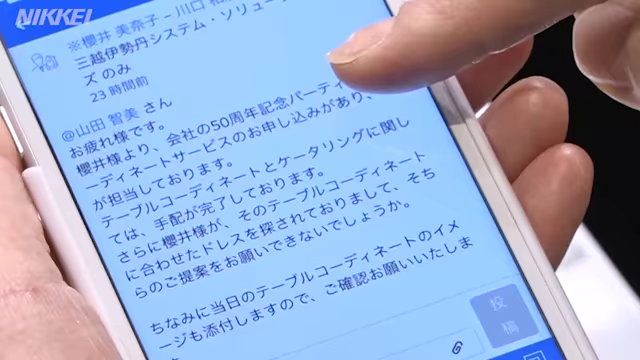 NIKKEI
※櫻井 美奈子 – 川口
三越伊勢丹システム・ソリュー
ズ のみ
23 時間前
@山田 智美 さん
お疲れ様です。
櫻井様より、会社の50周年記念パーティ
ーディネートサービスのお申し込みがあり、
が担当しております。
テーブルコーディネートとケータリングに関し
ては、手配が完了しております。
さらに櫻井様が、そのテーブルコーディネート
に合わせたドレスを探されておりまして、そち
らのご提案をお願いできないでしょうか。
ちなみに当日のテーブルコーディネートのイメ
ージも添付しますので、ご確認お願いいたしま
投稿